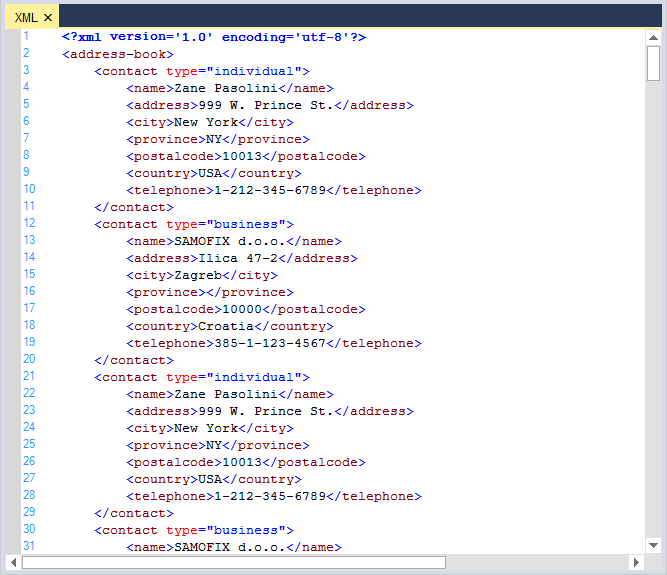 XML
1 <?xml version='1.0' encoding='utf-8'?>
2 <address-book>
3     <contact type="individual">
4         <name>Zane Pasolini</name>
5         <address>999 W. Prince St.</address>
6         <city>New York</city>
7         <province>NY</province>
8         <postalcode>10013</postalcode>
9         <country>USA</country>
10         <telephone>1-212-345-6789</telephone>
11     </contact>
12     <contact type="business">
13         <name>SAMOFIX d.o.o.</name>
14         <address>Ilica 47-2</address>
15         <city>Zagreb</city>
16         <province></province>
17         <postalcode>10000</postalcode>
18         <country>Croatia</country>
19         <telephone>385-1-123-4567</telephone>
20     </contact>
21     <contact type="individual">
22         <name>Zane Pasolini</name>
23         <address>999 W. Prince St.</address>
24         <city>New York</city>
25         <province>NY</province>
26         <postalcode>10013</postalcode>
27         <country>USA</country>
28         <telephone>1-212-345-6789</telephone>
29     </contact>
30     <contact type="business">
31         <name>SAMOFIX d.o.o.</name>